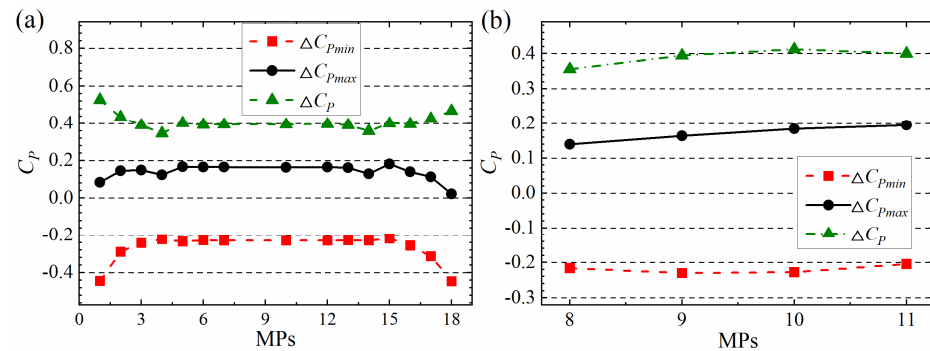 (a)
0.8
0.6
0.4
0.2
0.0
-0.2
-0.4
C_P
△C_Pmin
△C_Pmax
△C_P
0 3 6 9 12 15 18
MPs
(b)
0.4
0.3
0.2
0.1
0.0
-0.1
-0.2
-0.3
C_P
△C_Pmin
△C_Pmax
△C_P
8 9 10 11
MPs